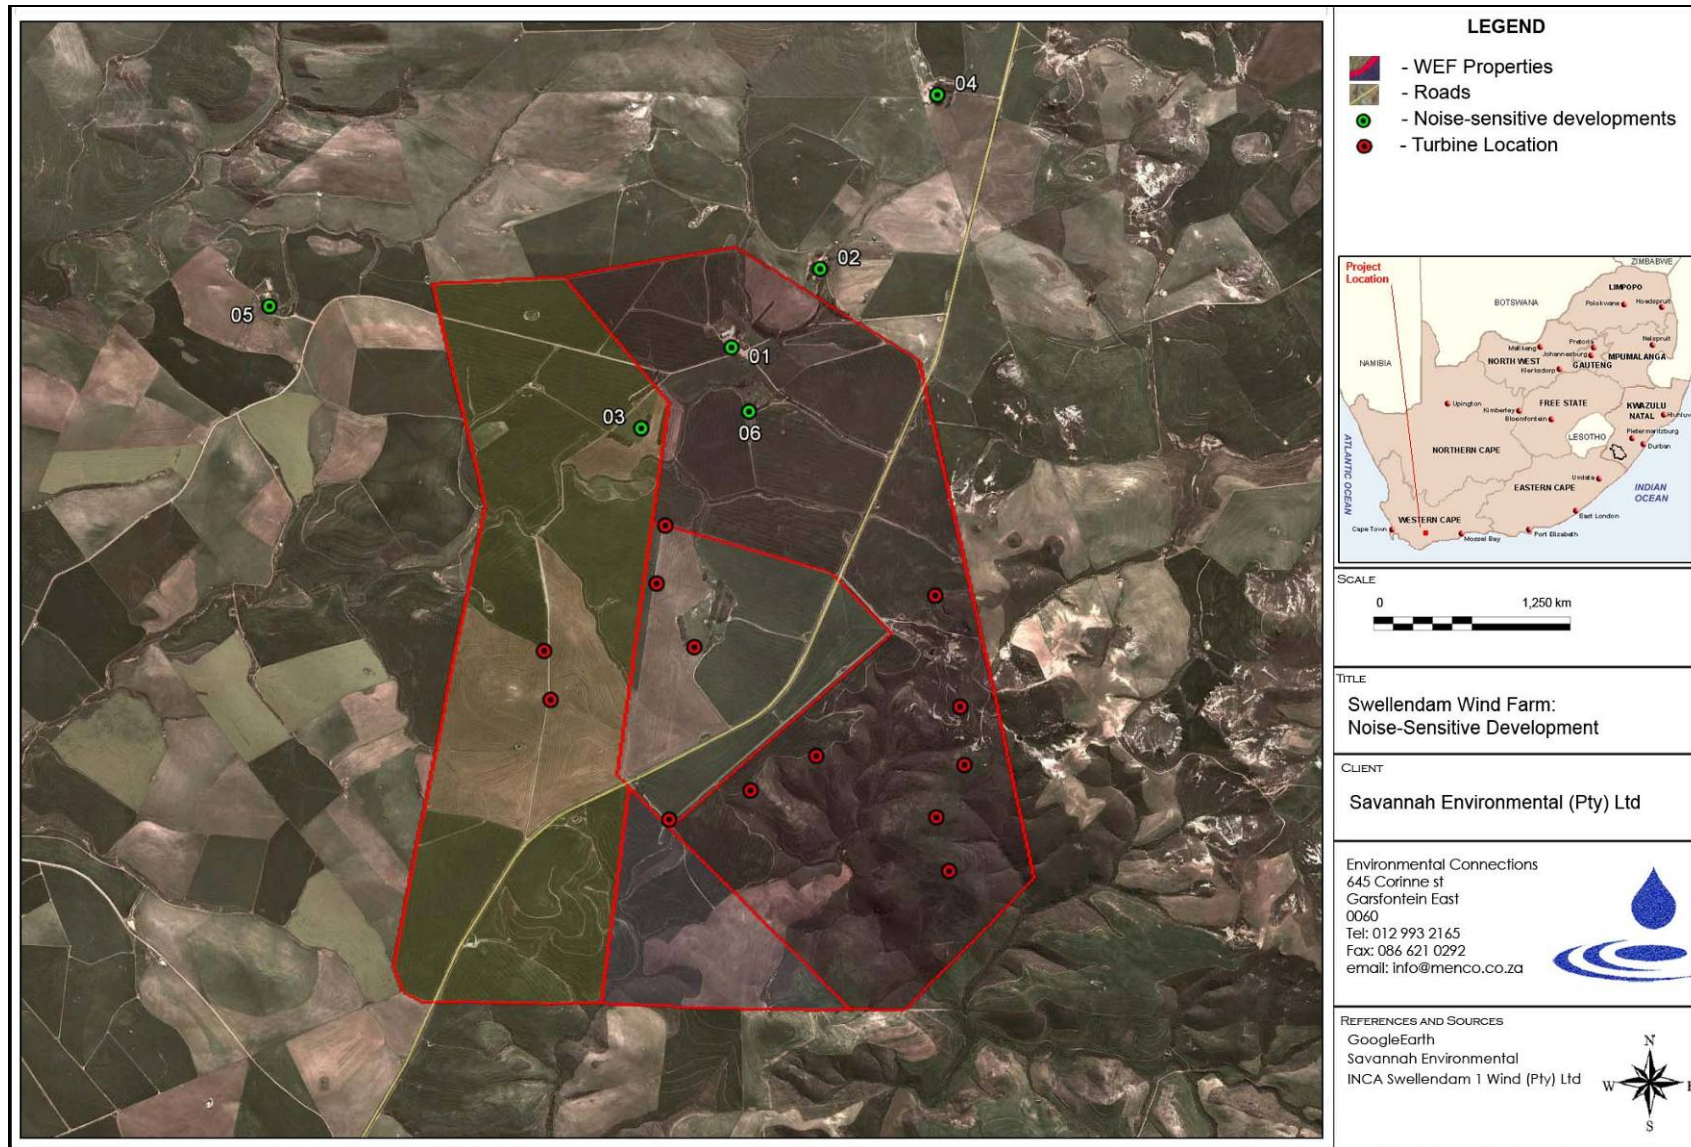 04
02
05
01
03
06
LEGEND
- WEF Properties
- Roads
- Noise-sensitive developments
- Turbine Location
Project
Location
ZIMBABWE
LIMPOPO
BOTSWANA
Polokwane
Hoedspruit
Nelspruit
Mafikeng
Pretoria
NAMIBIA
NORTH WEST
Johannesburg
MPUMALANGA
GAUTENG
Klerksdorp
Upington
FREE STATE
KWAZULU
NATAL
Kimberley
Bloemfontein
Hluhluwe
Pietermaritzburg
LESOTHO
Durban
NORTHERN CAPE
ATLANTIC OCEAN
Umtata
EASTERN CAPE
INDIAN
OCEAN
WESTERN CAPE
East London
Cape Town
Mossel Bay
Port Elizabeth
SCALE
0 1,250 km
TITLE
Swellendam Wind Farm:
Noise-Sensitive Development
CLIENT
Savannah Environmental (Pty) Ltd
Environmental Connections
645 Corinne st
Garsfontein East
0060
Tel: 012 993 2165
Fax: 086 621 0292
email: info@menco.co.za
REFERENCES AND SOURCES
GoogleEarth
Savannah Environmental
INCA Swellendam 1 Wind (Pty) Ltd
N
W E
S